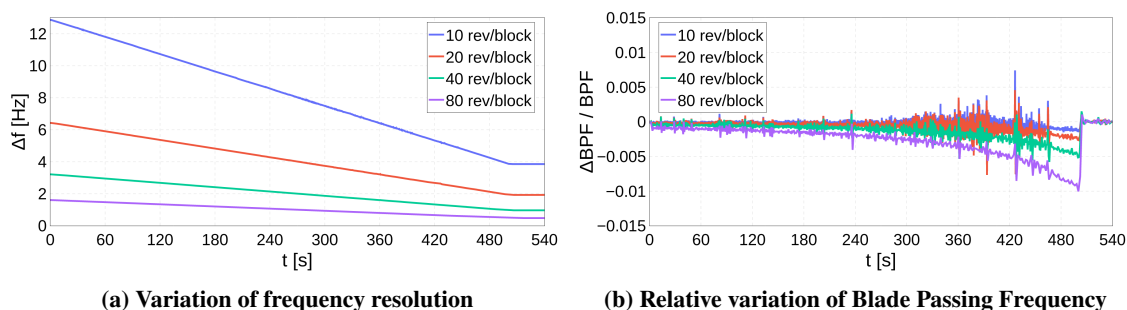 12
10
8
6
4
2
0
Δf [Hz]
10 rev/block
20 rev/block
40 rev/block
80 rev/block
0 60 120 180 240 300 360 420 480 540
t [s]
(a) Variation of frequency resolution
0.015
0.01
0.005
0
−0.005
−0.01
−0.015
ΔBPF / BPF
10 rev/block
20 rev/block
40 rev/block
80 rev/block
0 60 120 180 240 300 360 420 480 540
t [s]
(b) Relative variation of Blade Passing Frequency